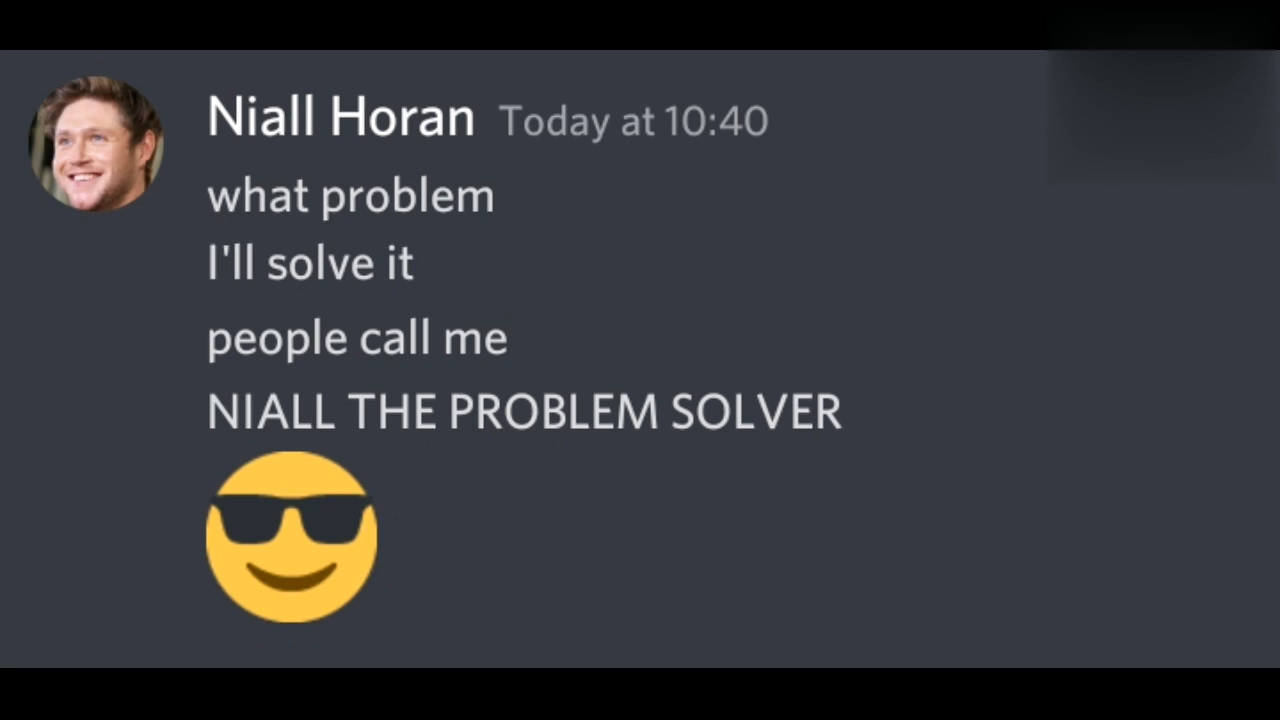 Niall Horan Today at 10:40
what problem
I'll solve it
people call me
NIALL THE PROBLEM SOLVER